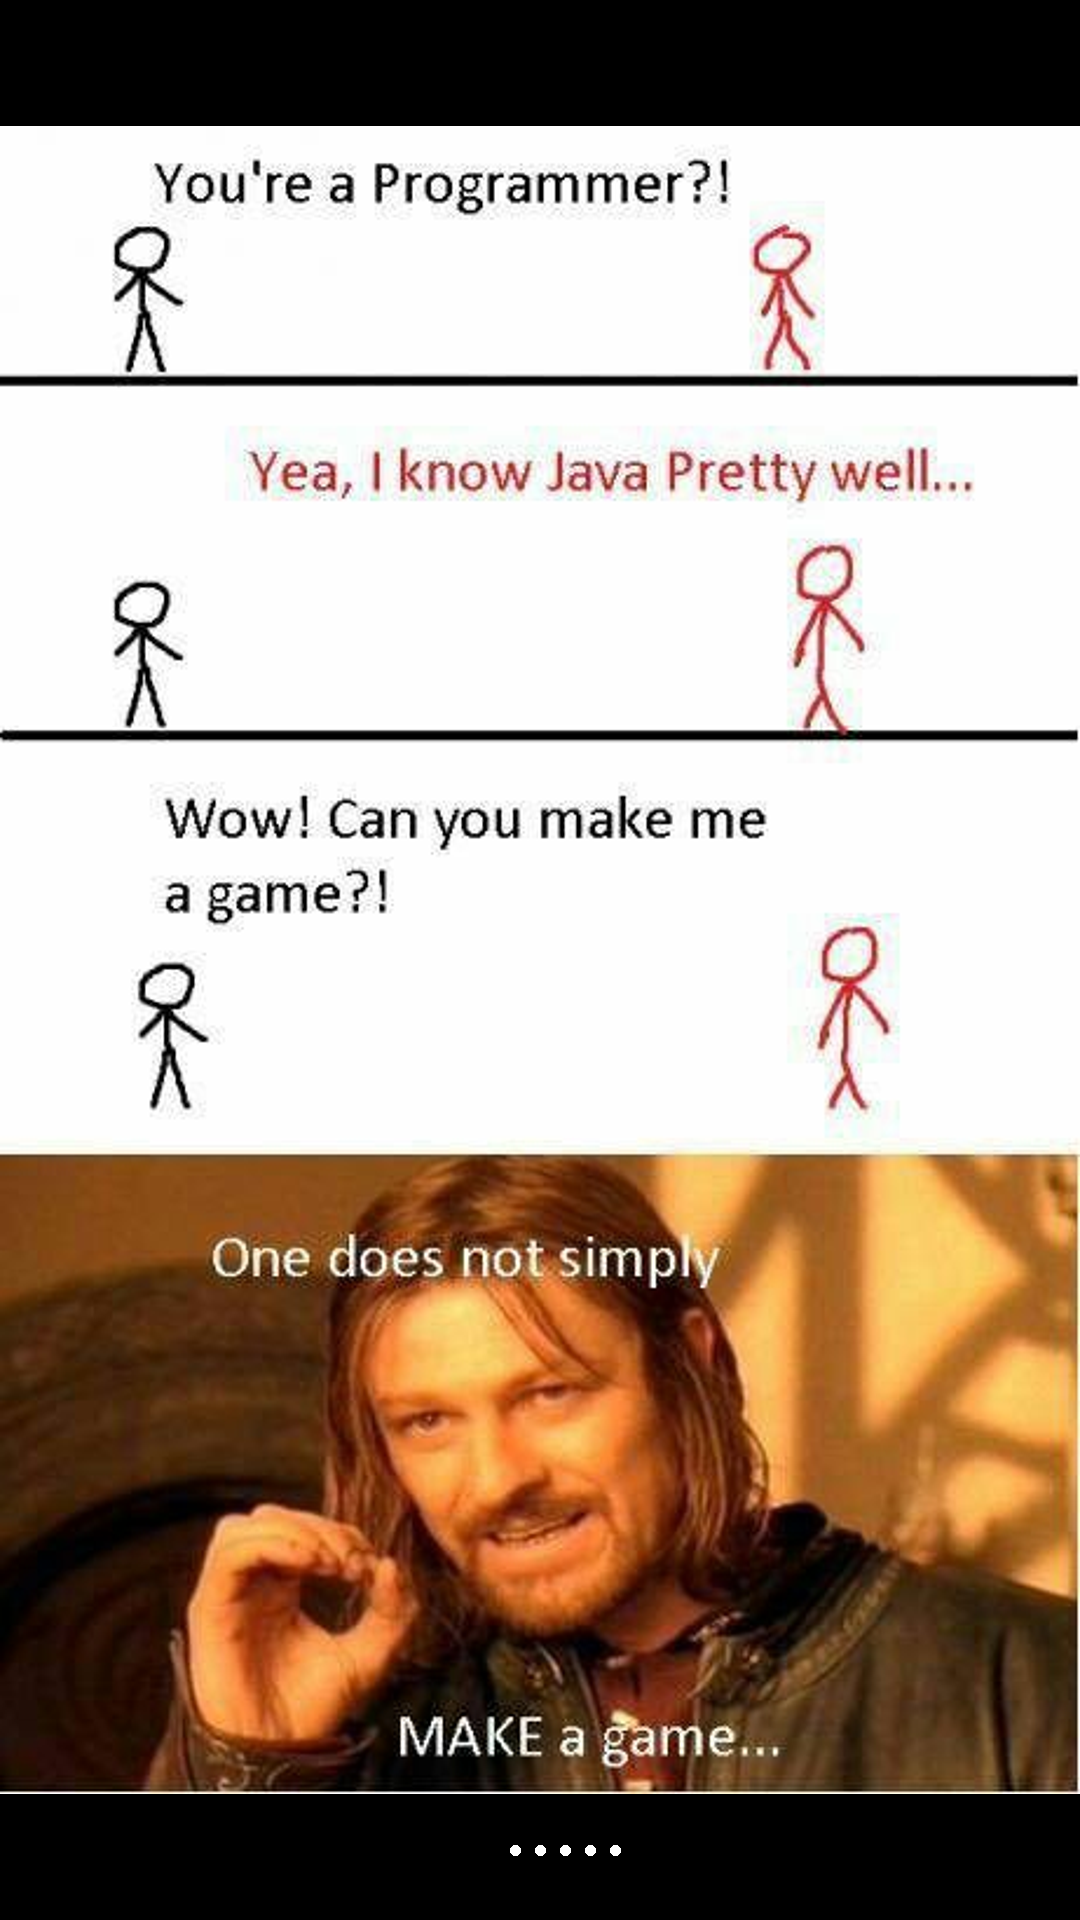 You're a Programmer?!
Yea, I know Java Pretty well...
Wow! Can you make me
a game?!
One does not simply
MAKE a game...